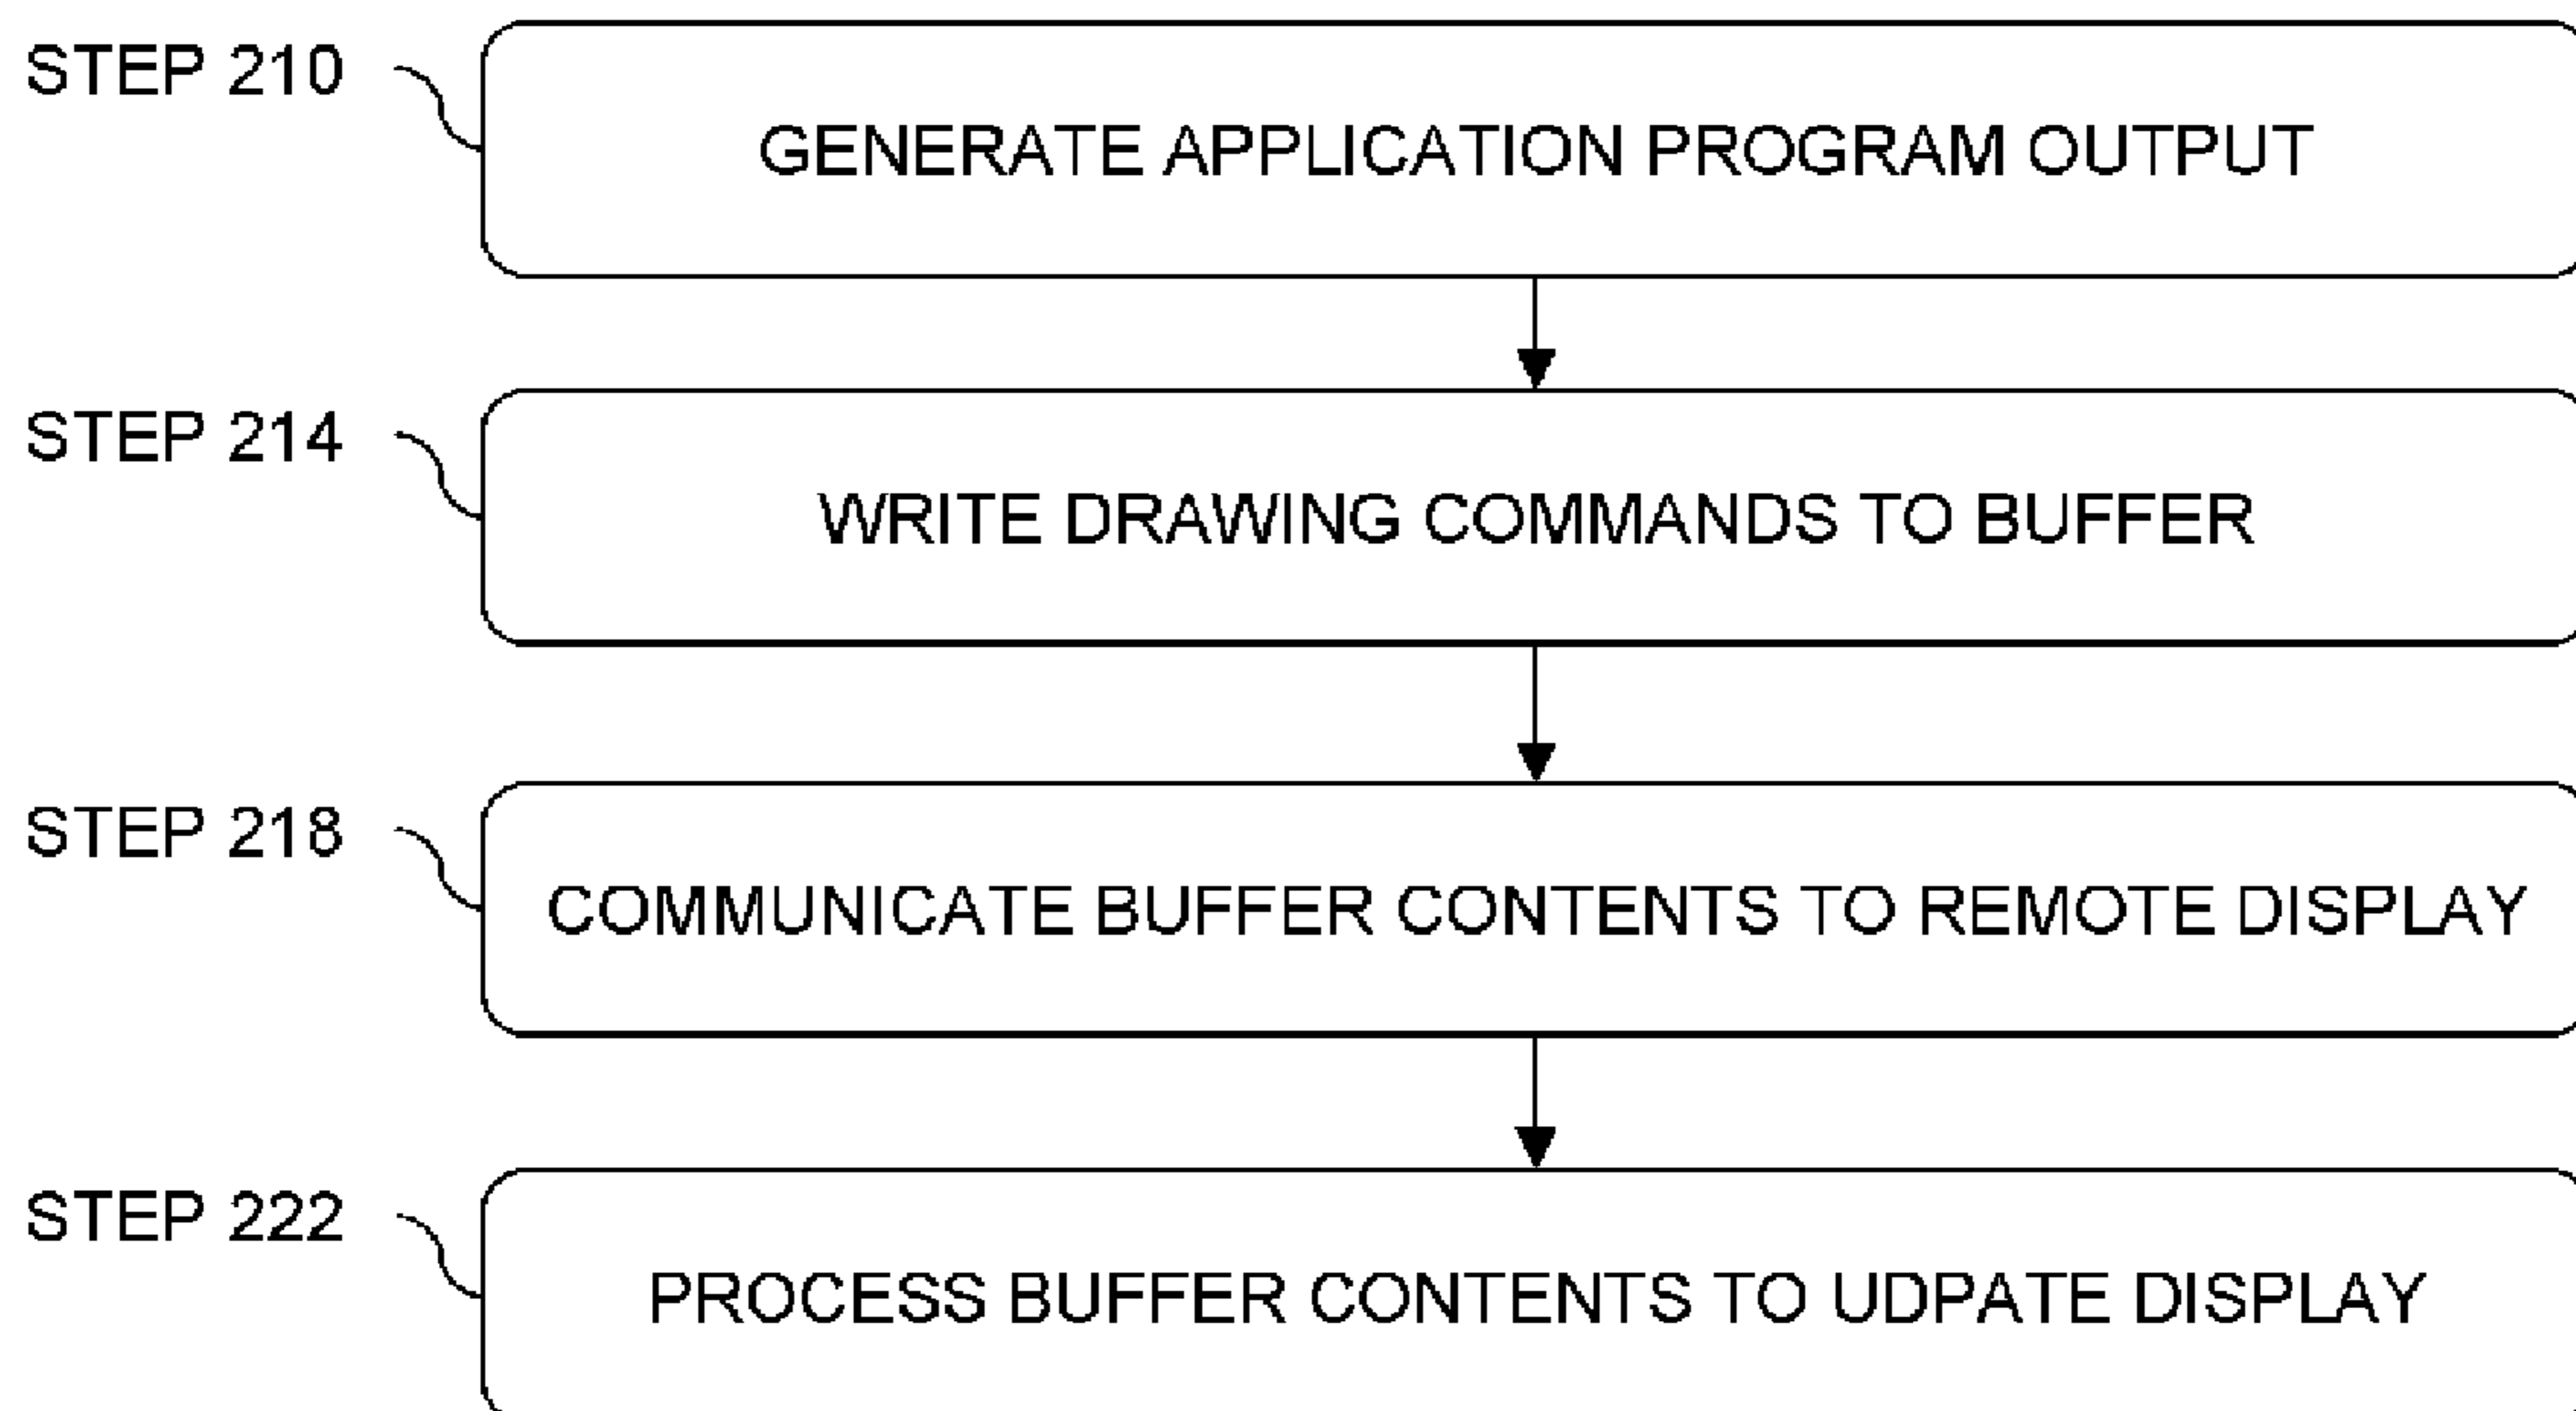 STEP 210
GENERATE APPLICATION PROGRAM OUTPUT
STEP 214
WRITE DRAWING COMMANDS TO BUFFER
STEP 218
COMMUNICATE BUFFER CONTENTS TO REMOTE DISPLAY
STEP 222
PROCESS BUFFER CONTENTS TO UDPATE DISPLAY